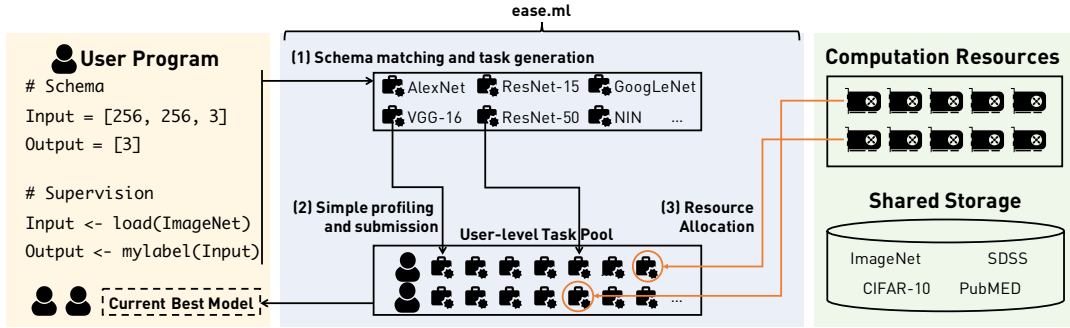 ease.ml
User Program
# Schema
Input = [256, 256, 3]
Output = [3]
# Supervision
Input <- load(ImageNet)
Output <- mylabel(Input)
Current Best Model
(1) Schema matching and task generation
AlexNet ResNet-15 GoogLeNet
VGG-16 ResNet-50 NIN ...
(2) Simple profiling
and submission
(3) Resource
Allocation
User-level Task Pool
...
Computation Resources
Shared Storage
ImageNet SDSS
CIFAR-10 PubMED